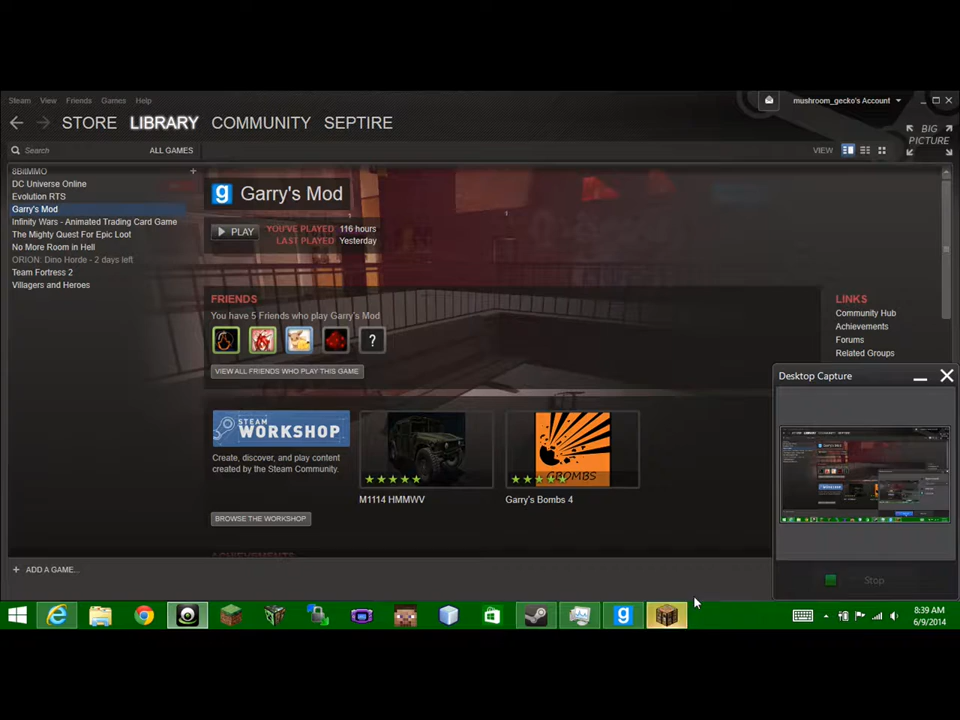 Steam View Friends Games Help
mushroom_gecko's Account
STORE LIBRARY COMMUNITY SEPTIRE
BIG PICTURE
Search
ALL GAMES
VIEW
8BitMMO
DC Universe Online
Evolution RTS
Garry's Mod
Infinity Wars - Animated Trading Card Game
The Mighty Quest For Epic Loot
No More Room in Hell
ORION: Dino Horde - 2 days left
Team Fortress 2
Villagers and Heroes
Garry's Mod
PLAY
YOU'VE PLAYED 116 hours
LAST PLAYED Yesterday
FRIENDS
You have 5 Friends who play Garry's Mod
?
VIEW ALL FRIENDS WHO PLAY THIS GAME
LINKS
Community Hub
Achievements
Forums
Related Groups
STEAM WORKSHOP
Create, discover, and play content
created by the Steam Community.
BROWSE THE WORKSHOP
M1114 HMMWV
GBOMBS
Garry's Bombs 4
ACHIEVEMENTS
ADD A GAME...
Desktop Capture
Stop
8:39 AM
6/9/2014